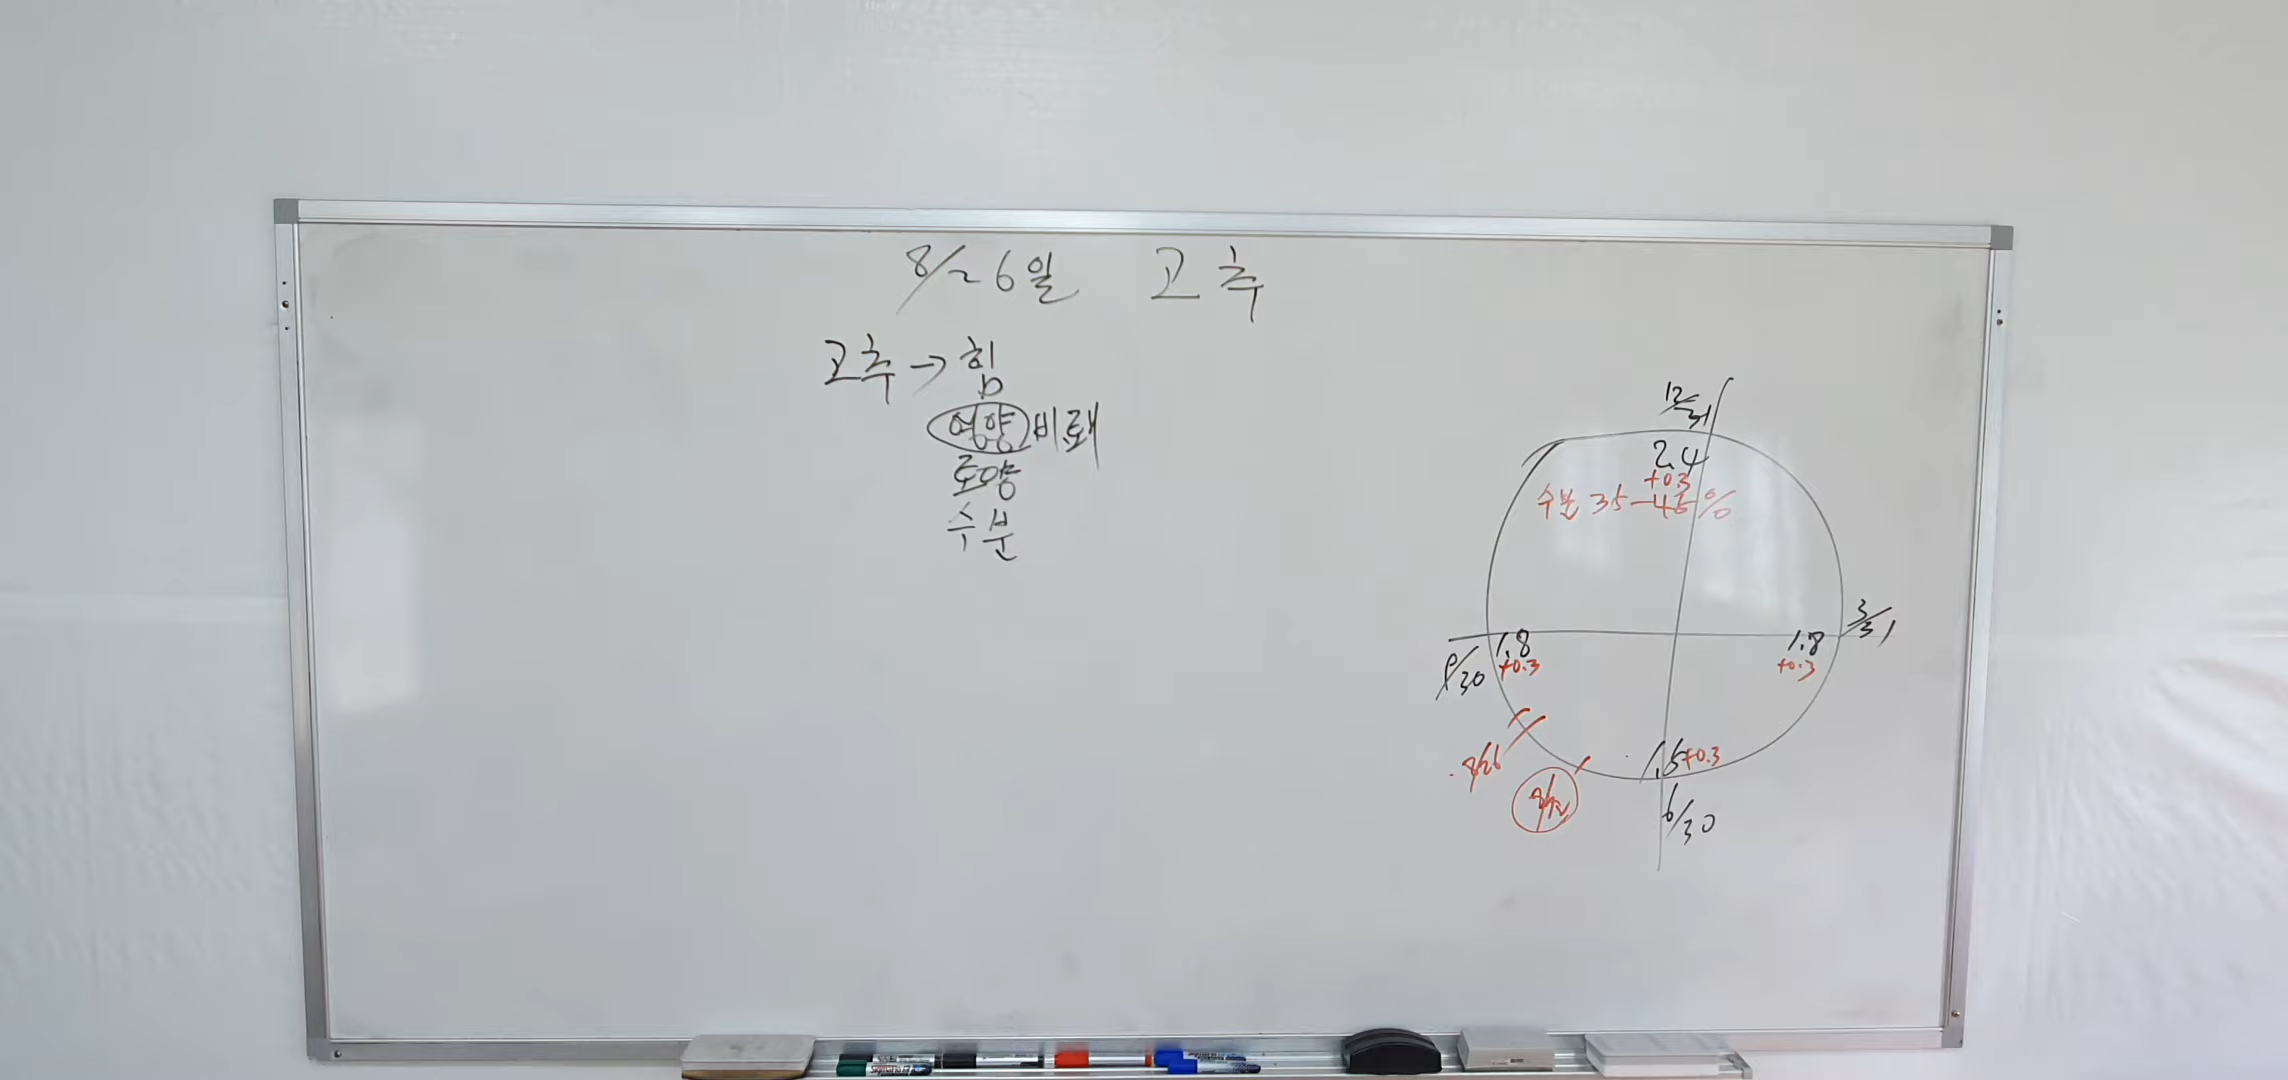 8/26일 고추
고추 → 힘
영양 비료
토양
수분
12/31
2.4
+0.3
수분 35-45%
3/31
1.8
+0.3
9/30
1.8
+0.3
8/26
1.5 +0.3
6/30